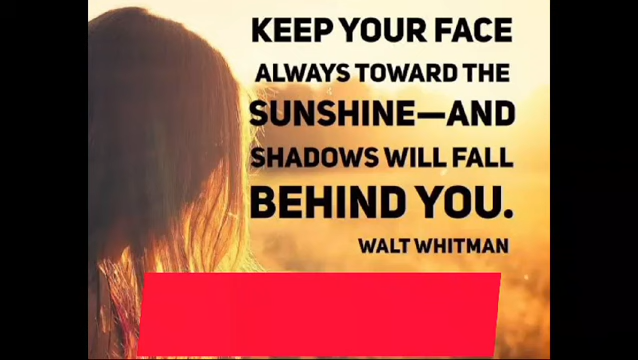 KEEP YOUR FACE
ALWAYS TOWARD THE
SUNSHINE—AND
SHADOWS WILL FALL
BEHIND YOU.
WALT WHITMAN